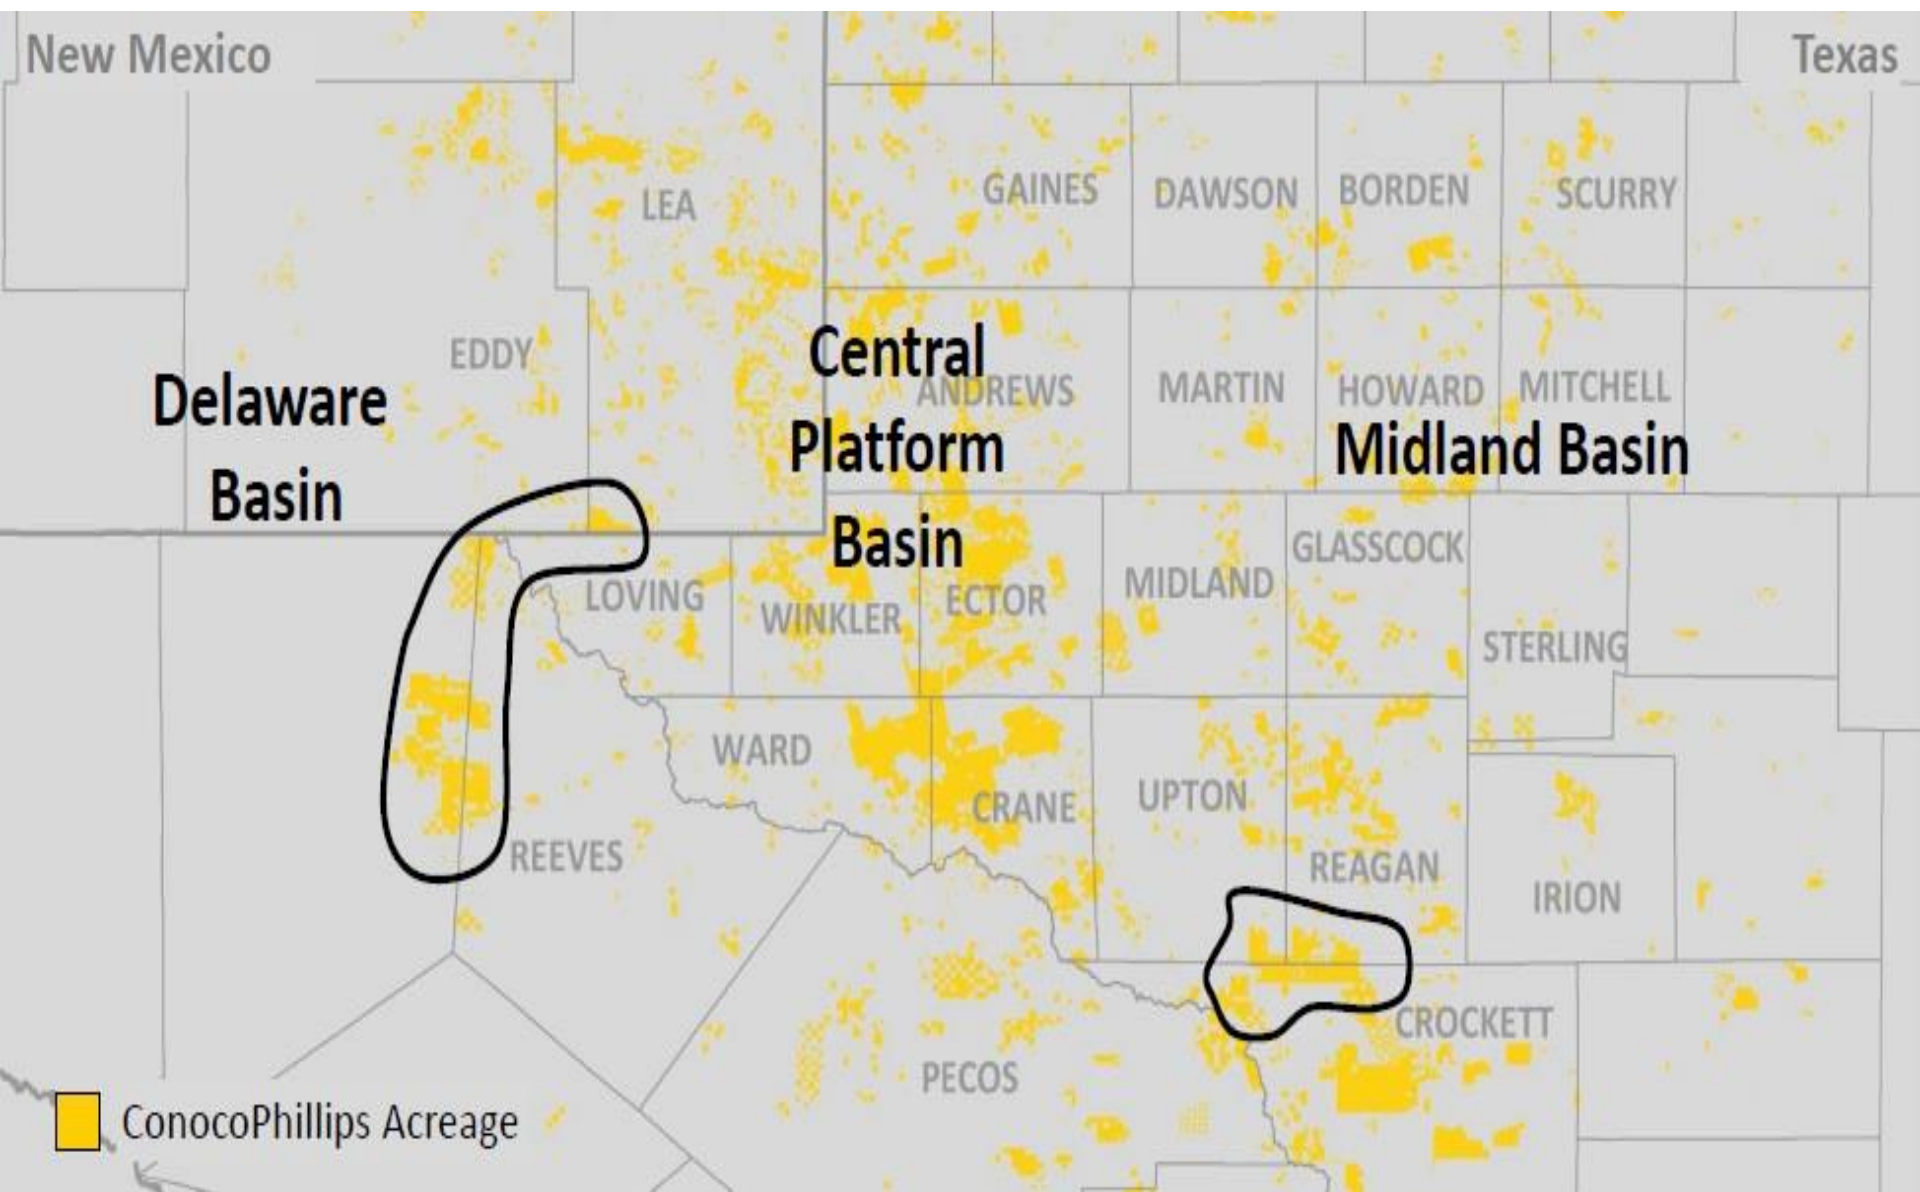 New Mexico
Texas
GAINES
DAWSON
BORDEN
SCURRY
LEA
EDDY
Delaware
Basin
Central
ANDREWS
Platform
Basin
MARTIN
HOWARD
MITCHELL
Midland Basin
LOVING
WINKLER
ECTOR
MIDLAND
GLASSCOCK
STERLING
WARD
CRANE
UPTON
REEVES
REAGAN
IRION
PECOS
CROCKETT
ConocoPhillips Acreage